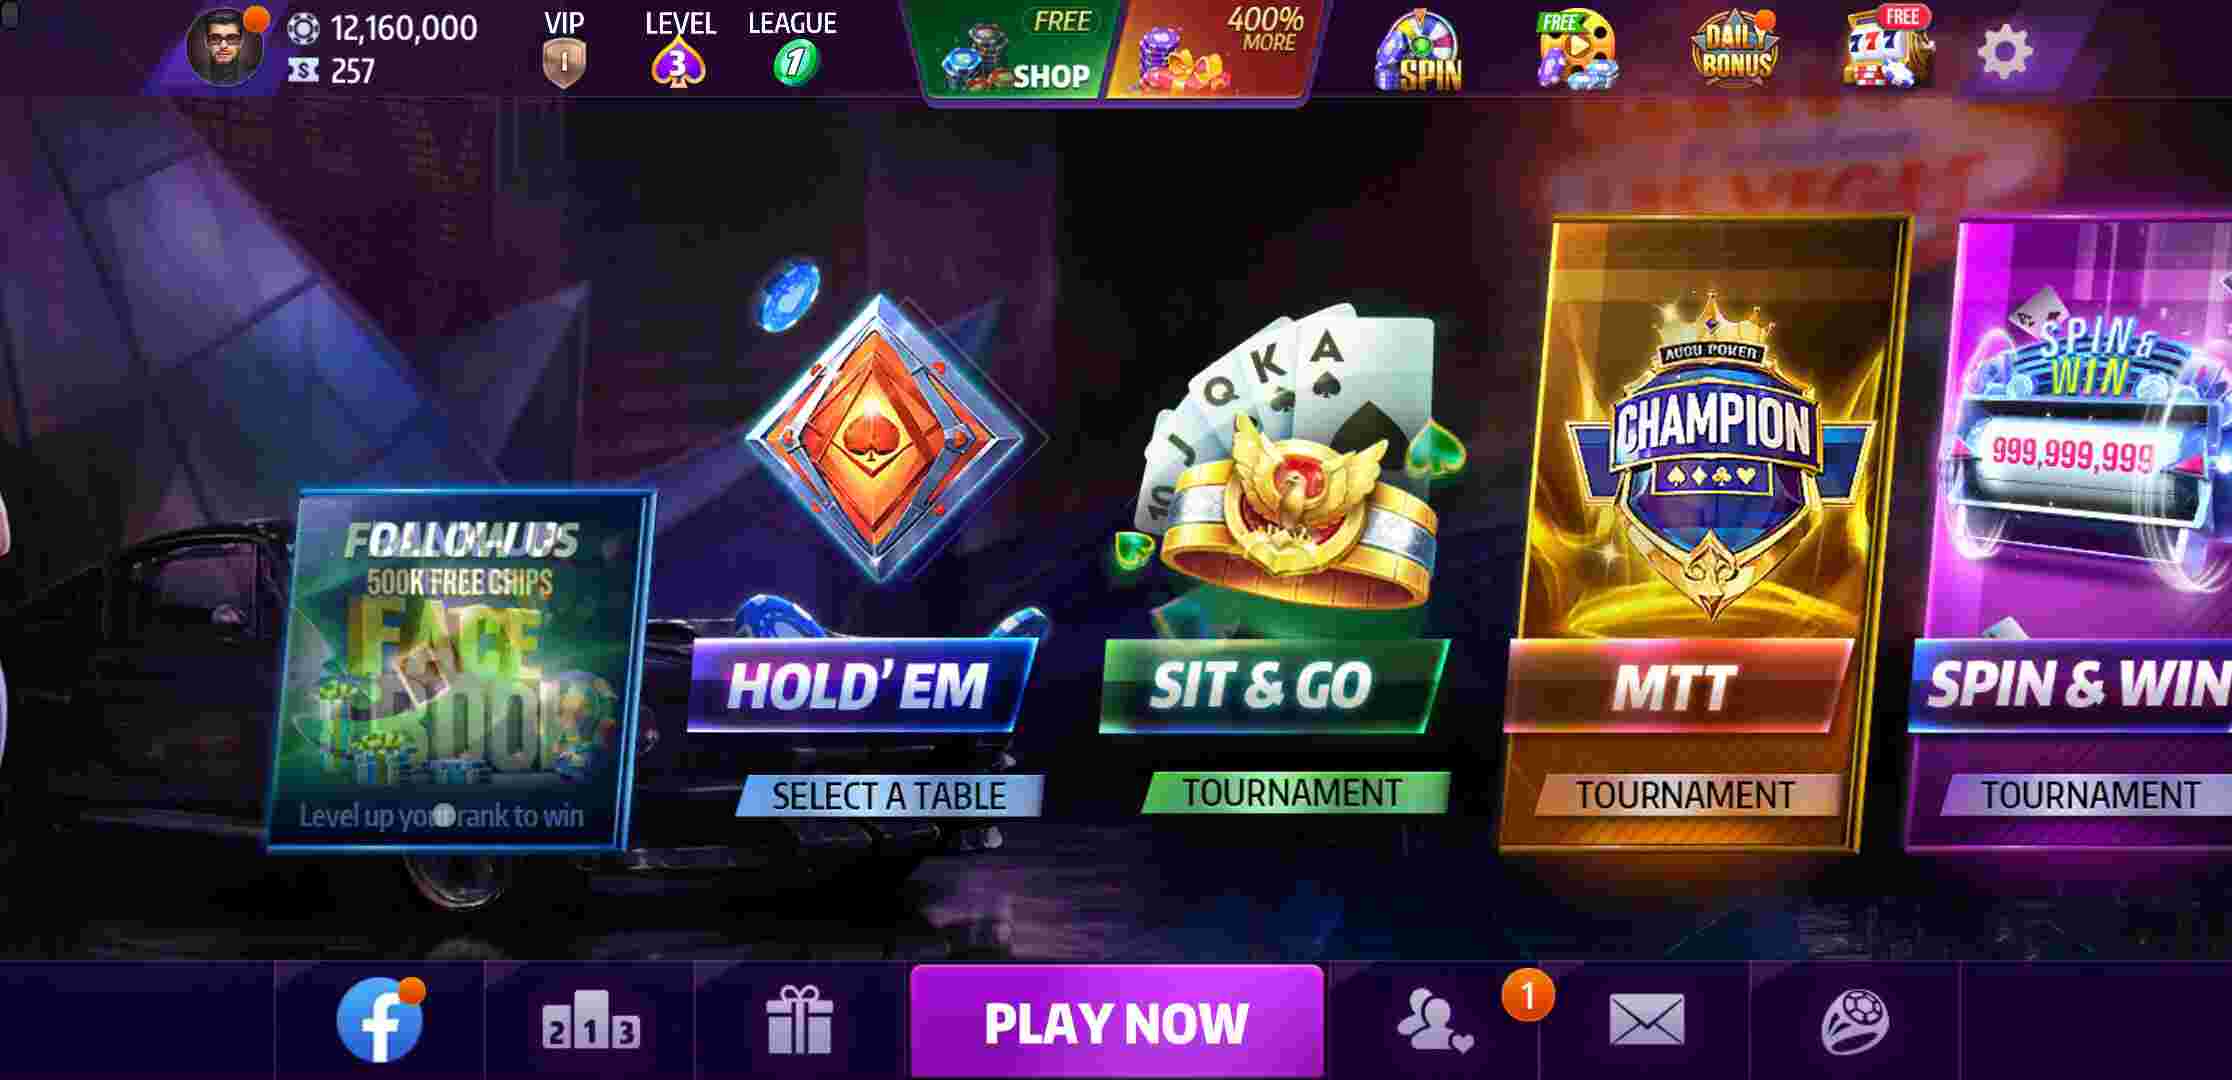 12,160,000
257
VIP
1
LEVEL
3
LEAGUE
1
FREE
SHOP
400%
MORE
SPIN
FREE
DAILY
BONUS
FREE
777
FOLLOW US
500K FREE CHIPS
FACE
BOOK
Level up your rank to win
HOLD' EM
SELECT A TABLE
10 J Q K A
SIT & GO
TOURNAMENT
AUGU POKER
CHAMPION
MTT
TOURNAMENT
SPIN &
WIN
999,999,999
SPIN & WIN
TOURNAMENT
2 1 3
PLAY NOW
1